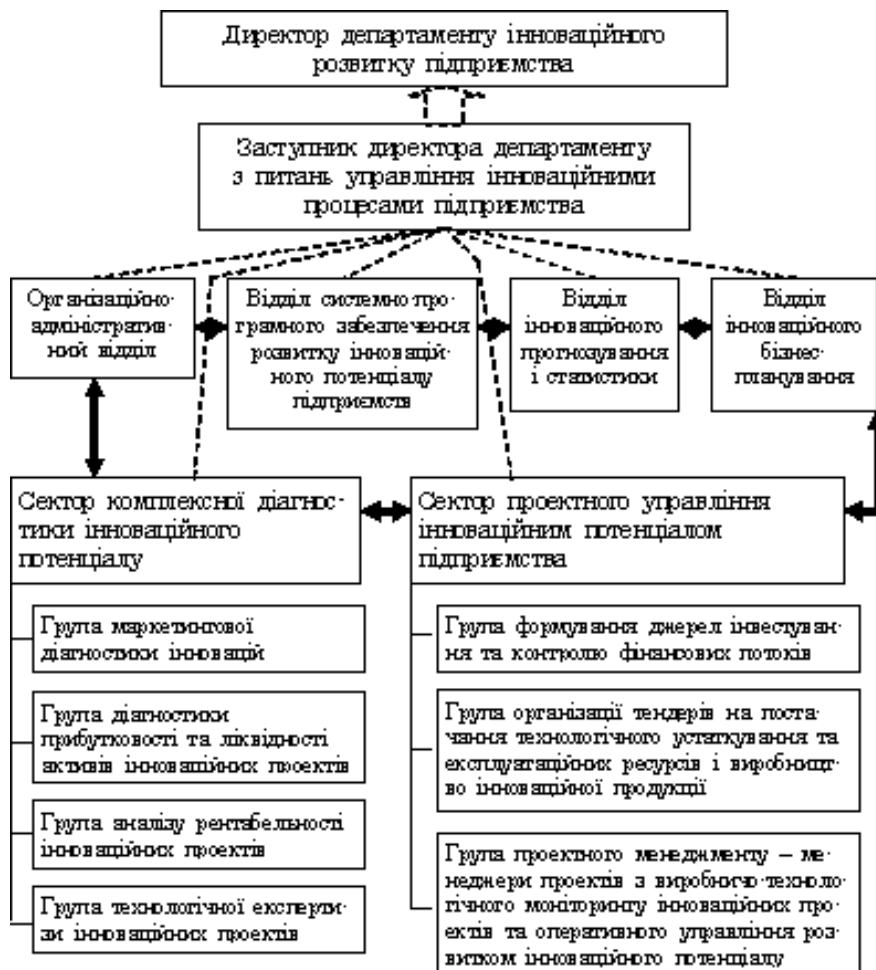 Директор департаменту інноваційного
розвитку підприємства
Заступник директора департаменту
з питань управління інноваційними
процесами підприємства
Організаційно-
адміністратив-
ний відділ
Відділ системно-про-
грамного забезпечення
розвитку інновацій-
ного потенціалу
підприємств
Відділ
інноваційного
прогнозування
і статистики
Відділ
інноваційного
бізнес-
планування
Сектор комплексної діагнос-
тики інноваційного
потенціалу
Сектор проектного управління
інноваційним потенціалом
підприємства
Група маркетингової
діагностики інновацій
Група діагностики
прибутковості та ліквідності
активів інноваційних проектів
Група аналізу рентабельності
інноваційних проектів
Група технологічної експерти-
зи інноваційних проектів
Група формування джерел інвестуван-
ня та контролю фінансових потоків
Група організації тендерів на поста-
чання технологічного устаткування та
експлуатаційних ресурсів і виробницт-
во інноваційної продукції
Група проектного менеджменту – ме-
неджери проектів з виробничо-техноло-
гічного моніторингу інноваційних про-
ектів та оперативного управління роз-
витком інноваційного потенціалу